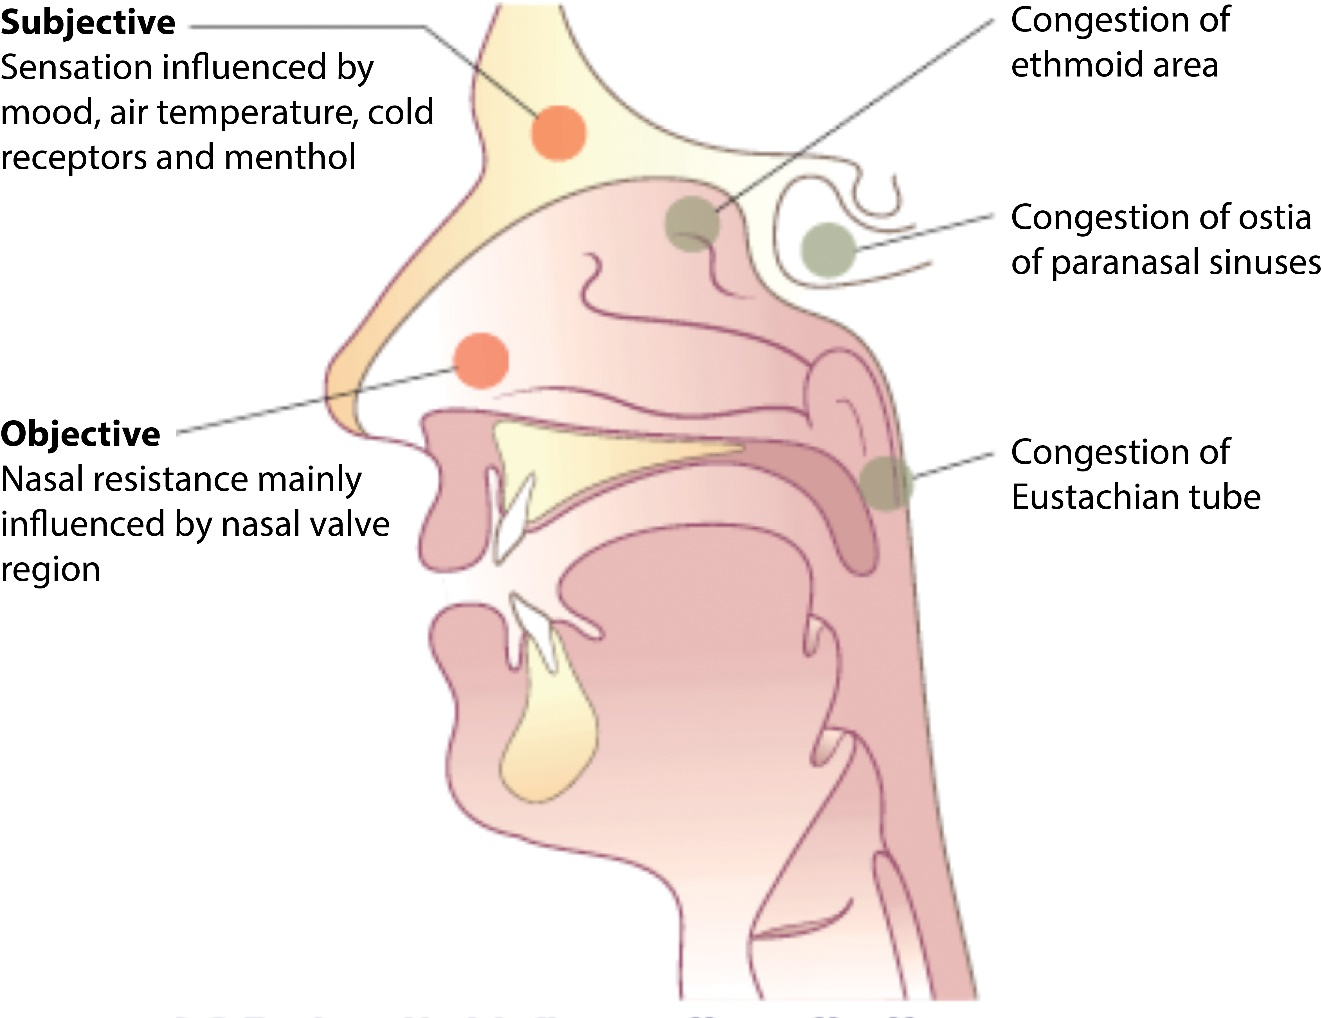 Subjective
Sensation influenced by
mood, air temperature, cold
receptors and menthol
Objective
Nasal resistance mainly
influenced by nasal valve
region
Congestion of
ethmoid area
Congestion of ostia
of paranasal sinuses
Congestion of
Eustachian tube